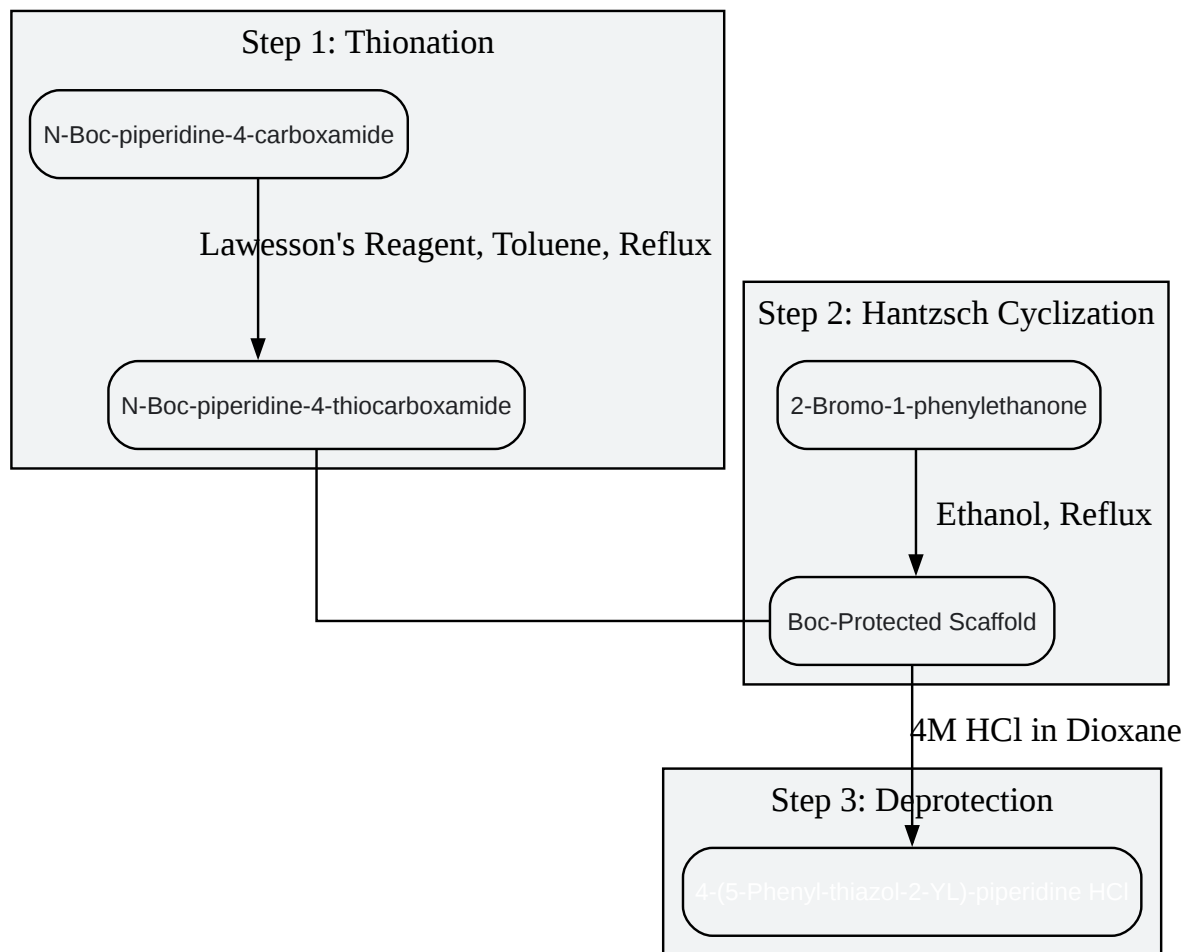 Step 1: Thionation
N-Boc-piperidine-4-carboxamide
Lawesson's Reagent, Toluene, Reflux
N-Boc-piperidine-4-thiocarboxamide
Step 2: Hantzsch Cyclization
2-Bromo-1-phenylethanone
Ethanol, Reflux
Boc-Protected Scaffold
4M HCl in Dioxane
Step 3: Deprotection
4-(5-Phenyl-thiazol-2-YL)-piperidine HCl